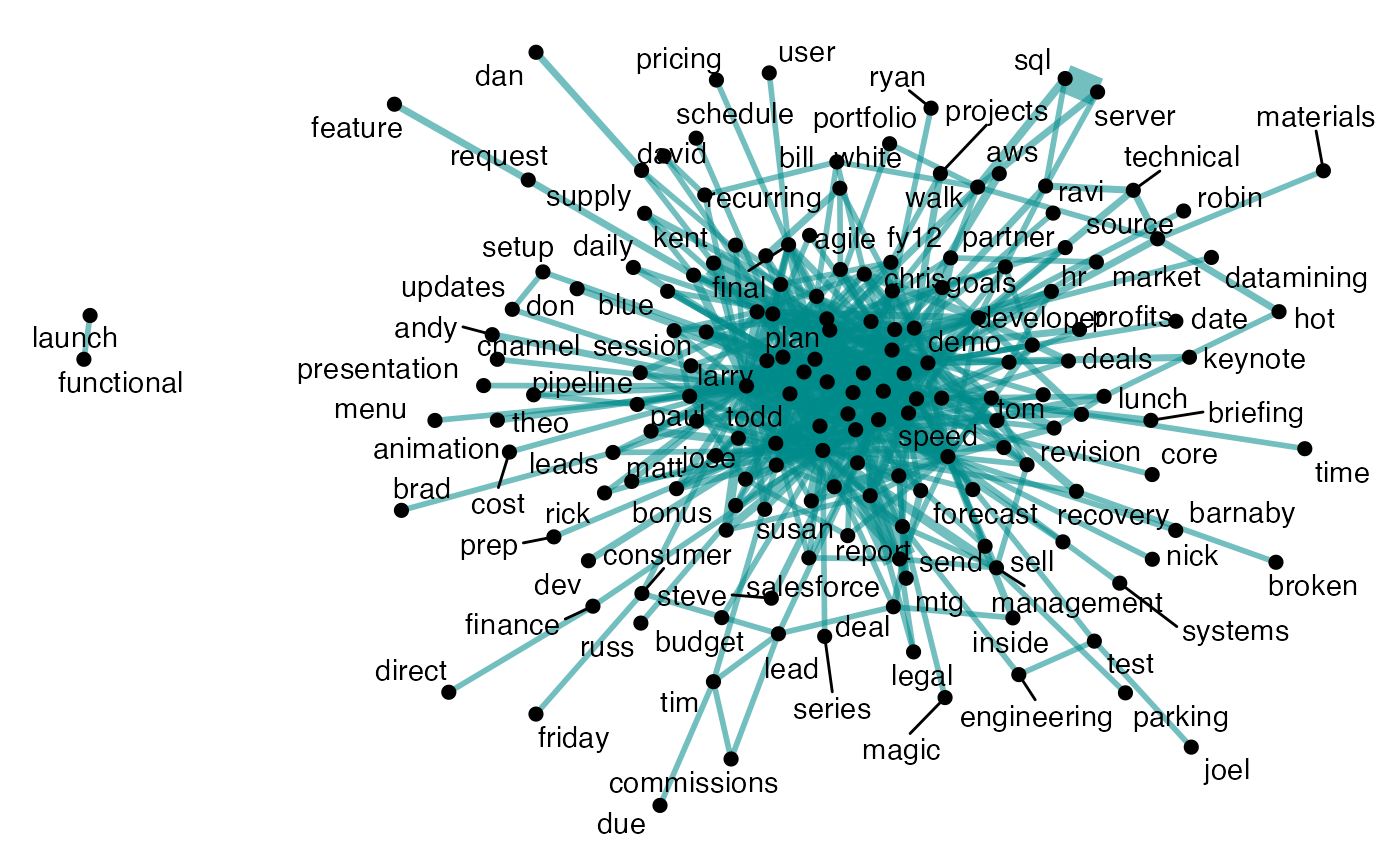 dan
pricing
user
sql
ryan
feature
schedule
portfolio
projects
server
materials
request
david
bill
white
aws
technical
supply
recurring
walk
ravi
robin
source
setup
daily
kent
agile
fy12
partner
updates
don
blue
final
chris
goals
hr
market
datamining
andy
channel
session
plan
demo
developer
profits
date
hot
launch
functional
presentation
pipeline
larry
deals
keynote
menu
theo
paul
todd
tom
lunch
briefing
animation
leads
matt
jose
speed
revision
core
time
brad
cost
rick
bonus
susan
forecast
recovery
barnaby
prep
dev
consumer
report
send
sell
nick
broken
finance
steve
salesforce
mtg
management
systems
russ
budget
deal
inside
direct
lead
legal
test
tim
series
engineering
parking
friday
magic
joel
commissions
due